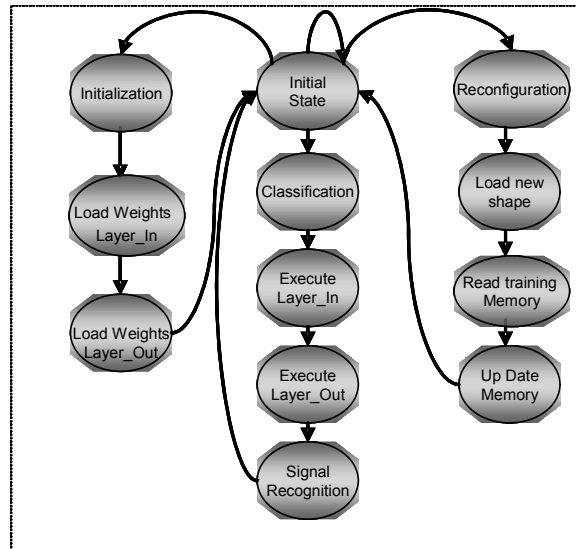 Initialization
Load Weights
Layer_In
Load Weights
Layer_Out
Initial
State
Classification
Execute
Layer_In
Execute
Layer_Out
Signal
Recognition
Reconfiguration
Load new
shape
Read training
Memory
Up Date
Memory